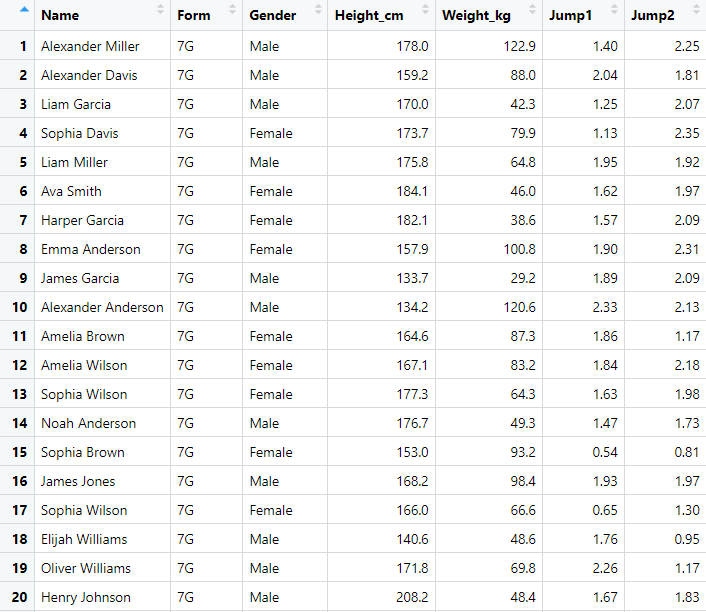 Name Form Gender Height_cm Weight_kg Jump1 Jump2
1 Alexander Miller 7G Male 178.0 122.9 1.40 2.25
2 Alexander Davis 7G Male 159.2 88.0 2.04 1.81
3 Liam Garcia 7G Male 170.0 42.3 1.25 2.07
4 Sophia Davis 7G Female 173.7 79.9 1.13 2.35
5 Liam Miller 7G Male 175.8 64.8 1.95 1.92
6 Ava Smith 7G Female 184.1 46.0 1.62 1.97
7 Harper Garcia 7G Female 182.1 38.6 1.57 2.09
8 Emma Anderson 7G Female 157.9 100.8 1.90 2.31
9 James Garcia 7G Male 133.7 29.2 1.89 2.09
10 Alexander Anderson 7G Male 134.2 120.6 2.33 2.13
11 Amelia Brown 7G Female 164.6 87.3 1.86 1.17
12 Amelia Wilson 7G Female 167.1 83.2 1.84 2.18
13 Sophia Wilson 7G Female 177.3 64.3 1.63 1.98
14 Noah Anderson 7G Male 176.7 49.3 1.47 1.73
15 Sophia Brown 7G Female 153.0 93.2 0.54 0.81
16 James Jones 7G Male 168.2 98.4 1.93 1.97
17 Sophia Wilson 7G Female 166.0 66.6 0.65 1.30
18 Elijah Williams 7G Male 140.6 48.6 1.76 0.95
19 Oliver Williams 7G Male 171.8 69.8 2.26 1.17
20 Henry Johnson 7G Male 208.2 48.4 1.67 1.83